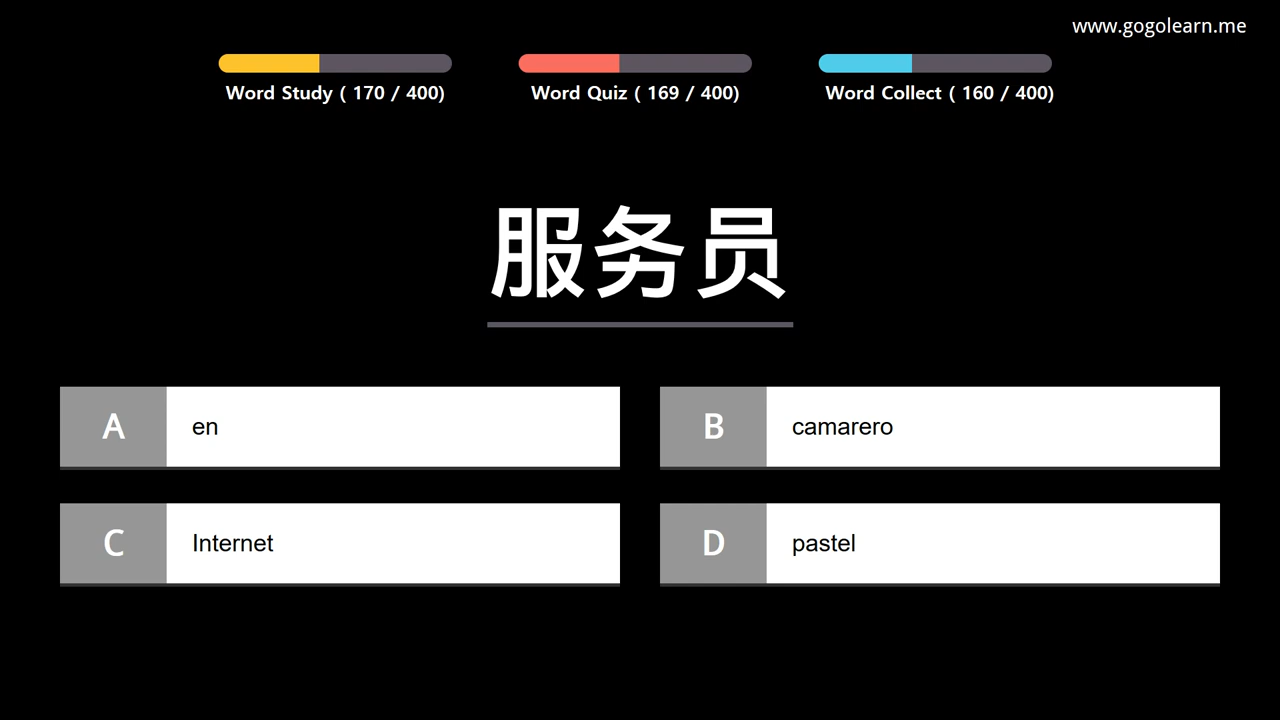 www.gogolearn.me
Word Study ( 170 / 400)
Word Quiz ( 169 / 400)
Word Collect ( 160 / 400)
服务员
A en
B camarero
C Internet
D pastel